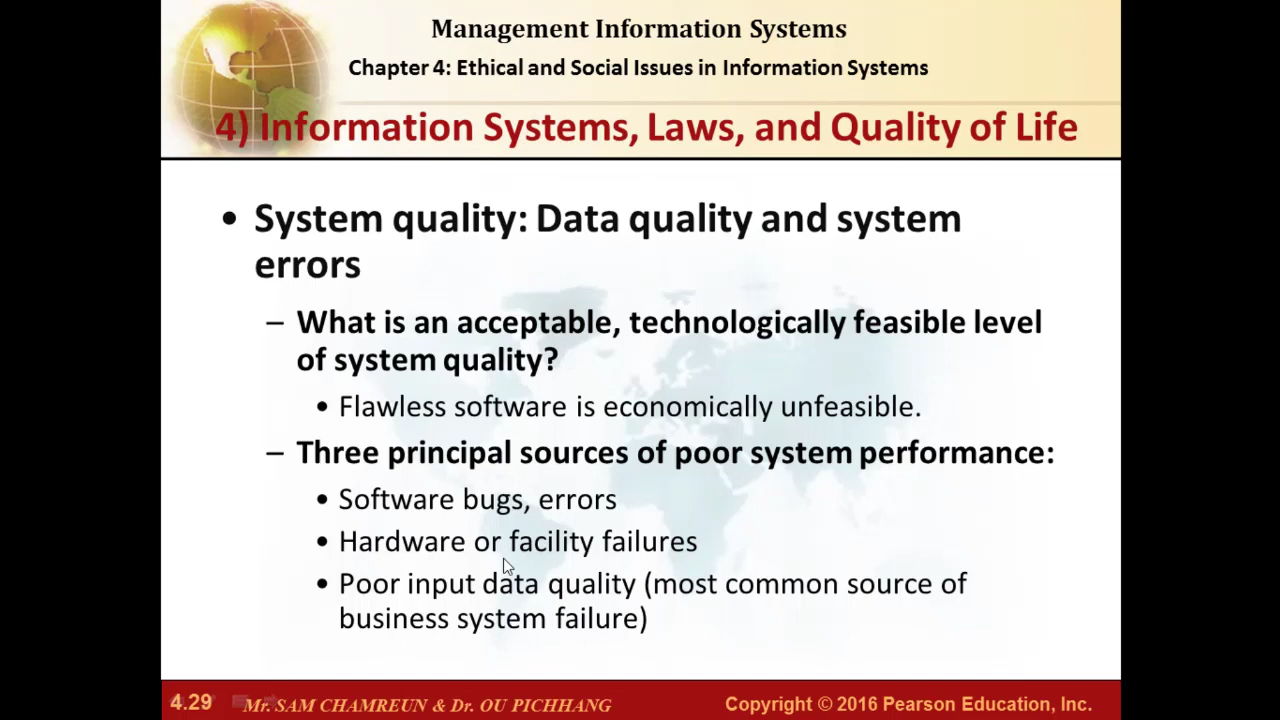 Management Information Systems
Chapter 4: Ethical and Social Issues in Information Systems
4) Information Systems, Laws, and Quality of Life
• System quality: Data quality and system
errors
– What is an acceptable, technologically feasible level
of system quality?
• Flawless software is economically unfeasible.
– Three principal sources of poor system performance:
• Software bugs, errors
• Hardware or facility failures
• Poor input data quality (most common source of
business system failure)
4.29 Mr. SAM CHAMREUN & Dr. OU PICHHANG Copyright © 2016 Pearson Education, Inc.